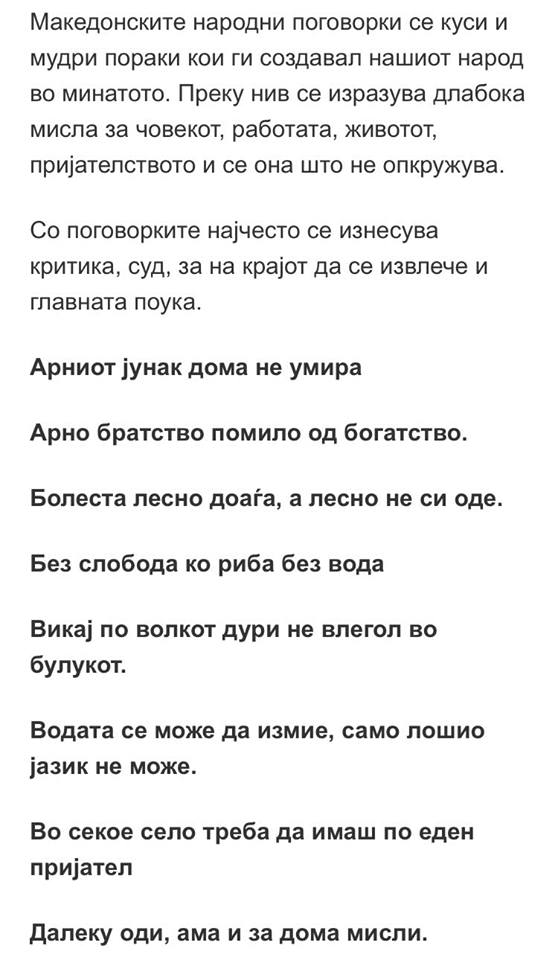 Македонските народни поговорки се куси и
мудри пораки кои ги создавал нашиот народ
во минатото. Преку нив се изразува длабока
мисла за човекот, работата, животот,
пријателството и се она што не опкружува.
Со поговорките најчесто се изнесува
критика, суд, за на крајот да се извлече и
главната поука.
Арниот јунак дома не умира
Арно братство помило од богатство.
Болеста лесно доаѓа, а лесно не си оде.
Без слобода ко риба без вода
Викај по волкот дури не влегол во
булукот.
Водата се може да измие, само лошио
јазик не може.
Во секое село треба да имаш по еден
пријател
Далеку оди, ама и за дома мисли.